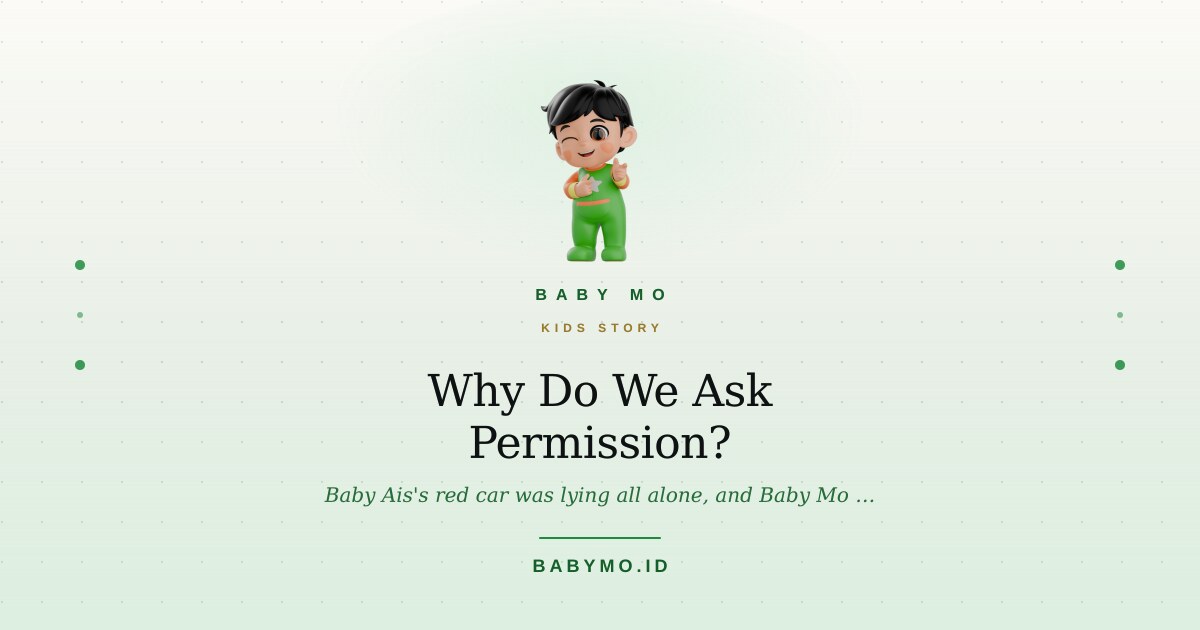 BABY MO
KIDS STORY
Why Do We Ask
Permission?
Baby Ais's red car was lying all alone, and Baby Mo ...
BABYMO.ID